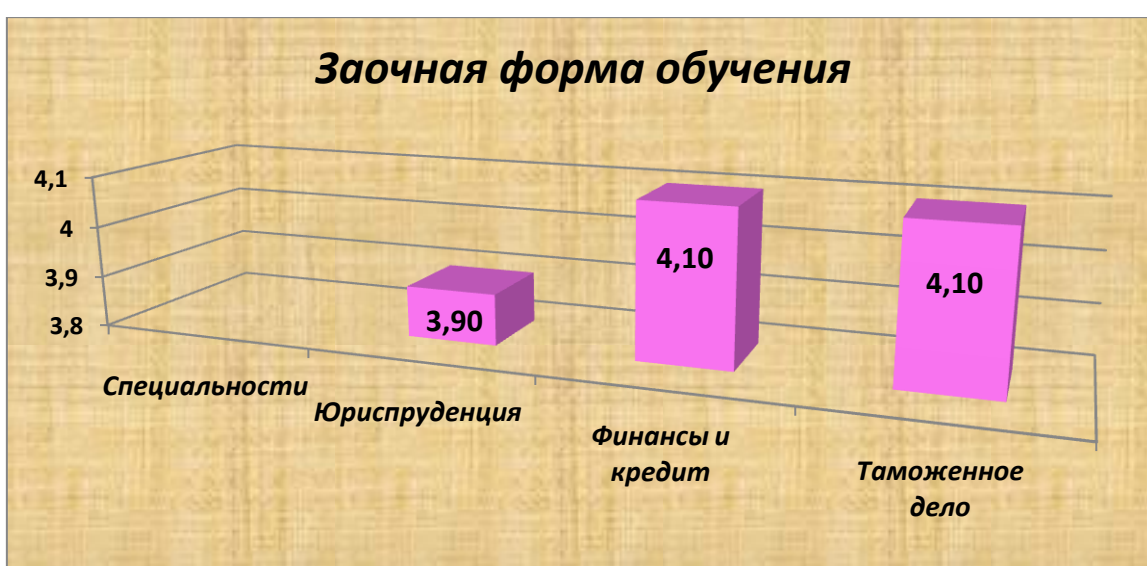 Заочная форма обучения
4,1
4
3,9
3,8
3,90
4,10
4,10
Специальности
Юриспруденция
Финансы и
кредит
Таможенное
дело